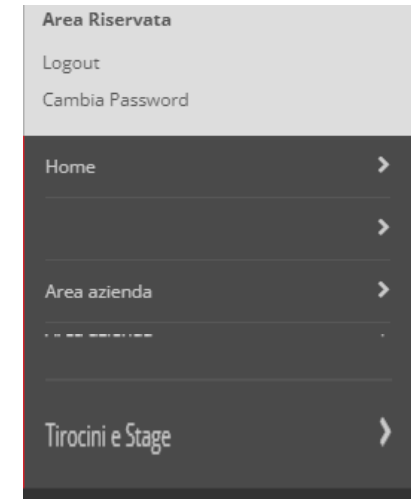 Area Riservata
Logout
Cambia Password
Home
Area azienda
Tirocini e Stage